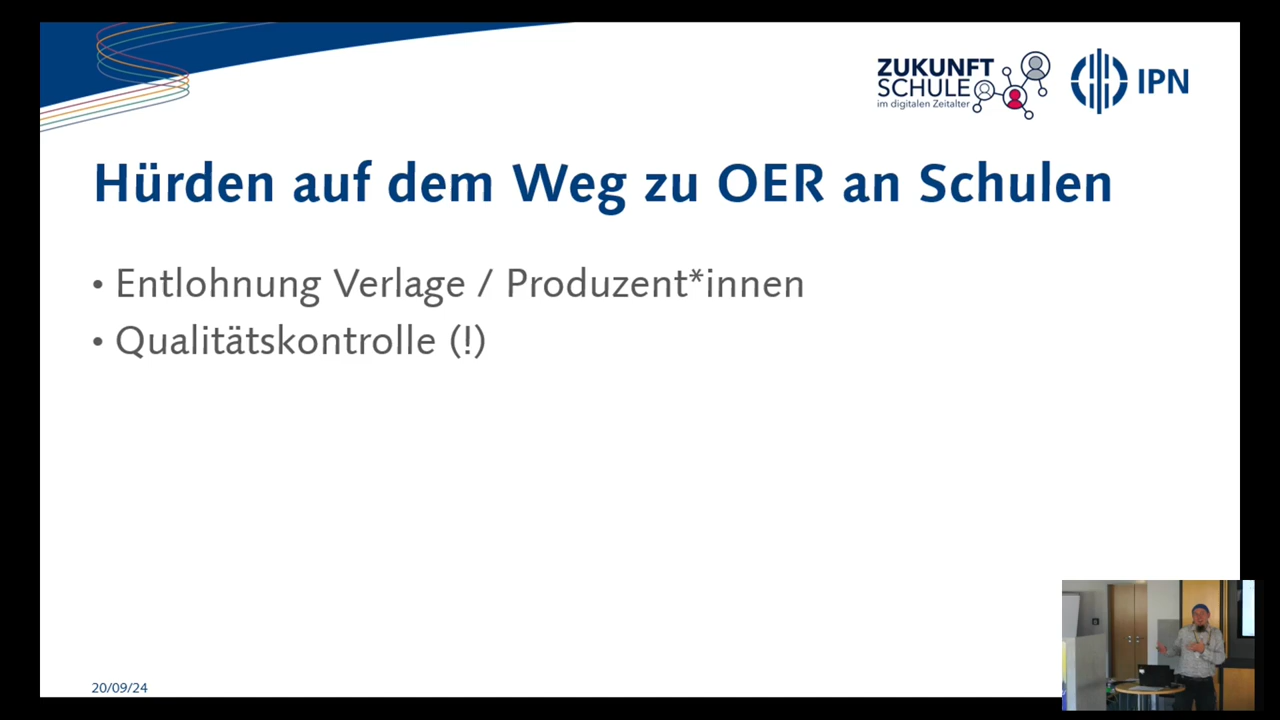 ZUKUNFT
SCHULE
im digitalen Zeitalter
IPN
Hürden auf dem Weg zu OER an Schulen
• Entlohnung Verlage / Produzent*innen
• Qualitätskontrolle (!)
20/09/24